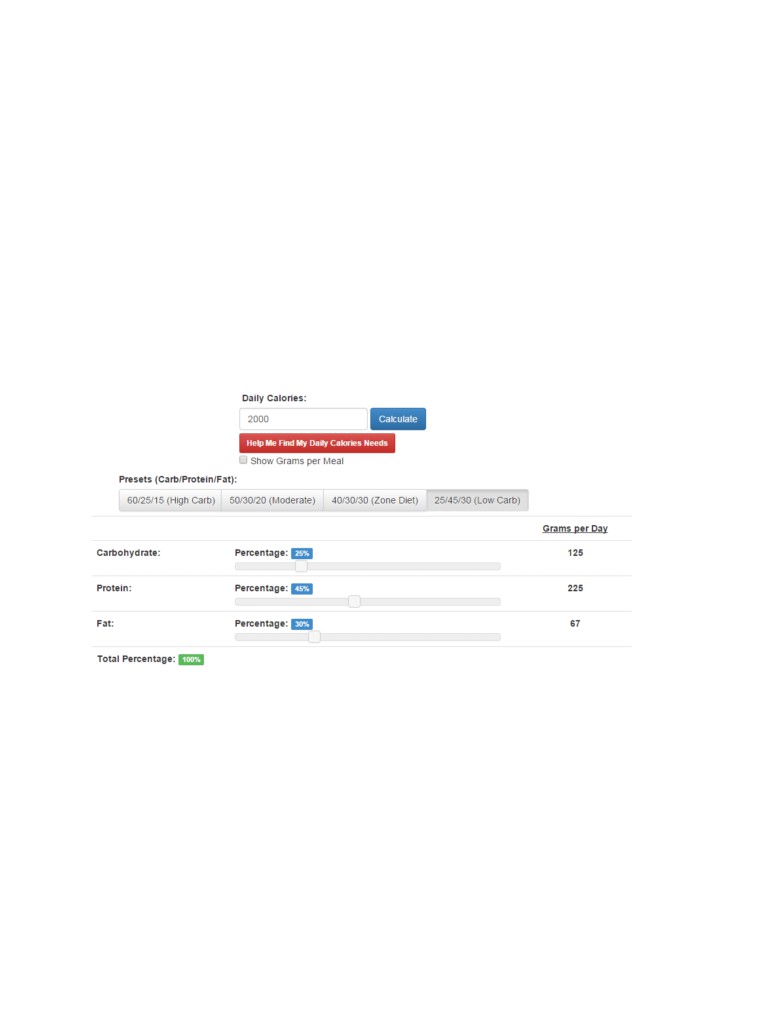 Daily Calories:
2000 Calculate
Help Me Find My Daily Calories Needs
Show Grams per Meal
Presets (Carb/Protein/Fat):
60/25/15 (High Carb) 50/30/20 (Moderate) 40/30/30 (Zone Diet) 25/45/30 (Low Carb)
Grams per Day
Carbohydrate: Percentage: 25% 125
Protein: Percentage: 45% 225
Fat: Percentage: 30% 67
Total Percentage: 100%